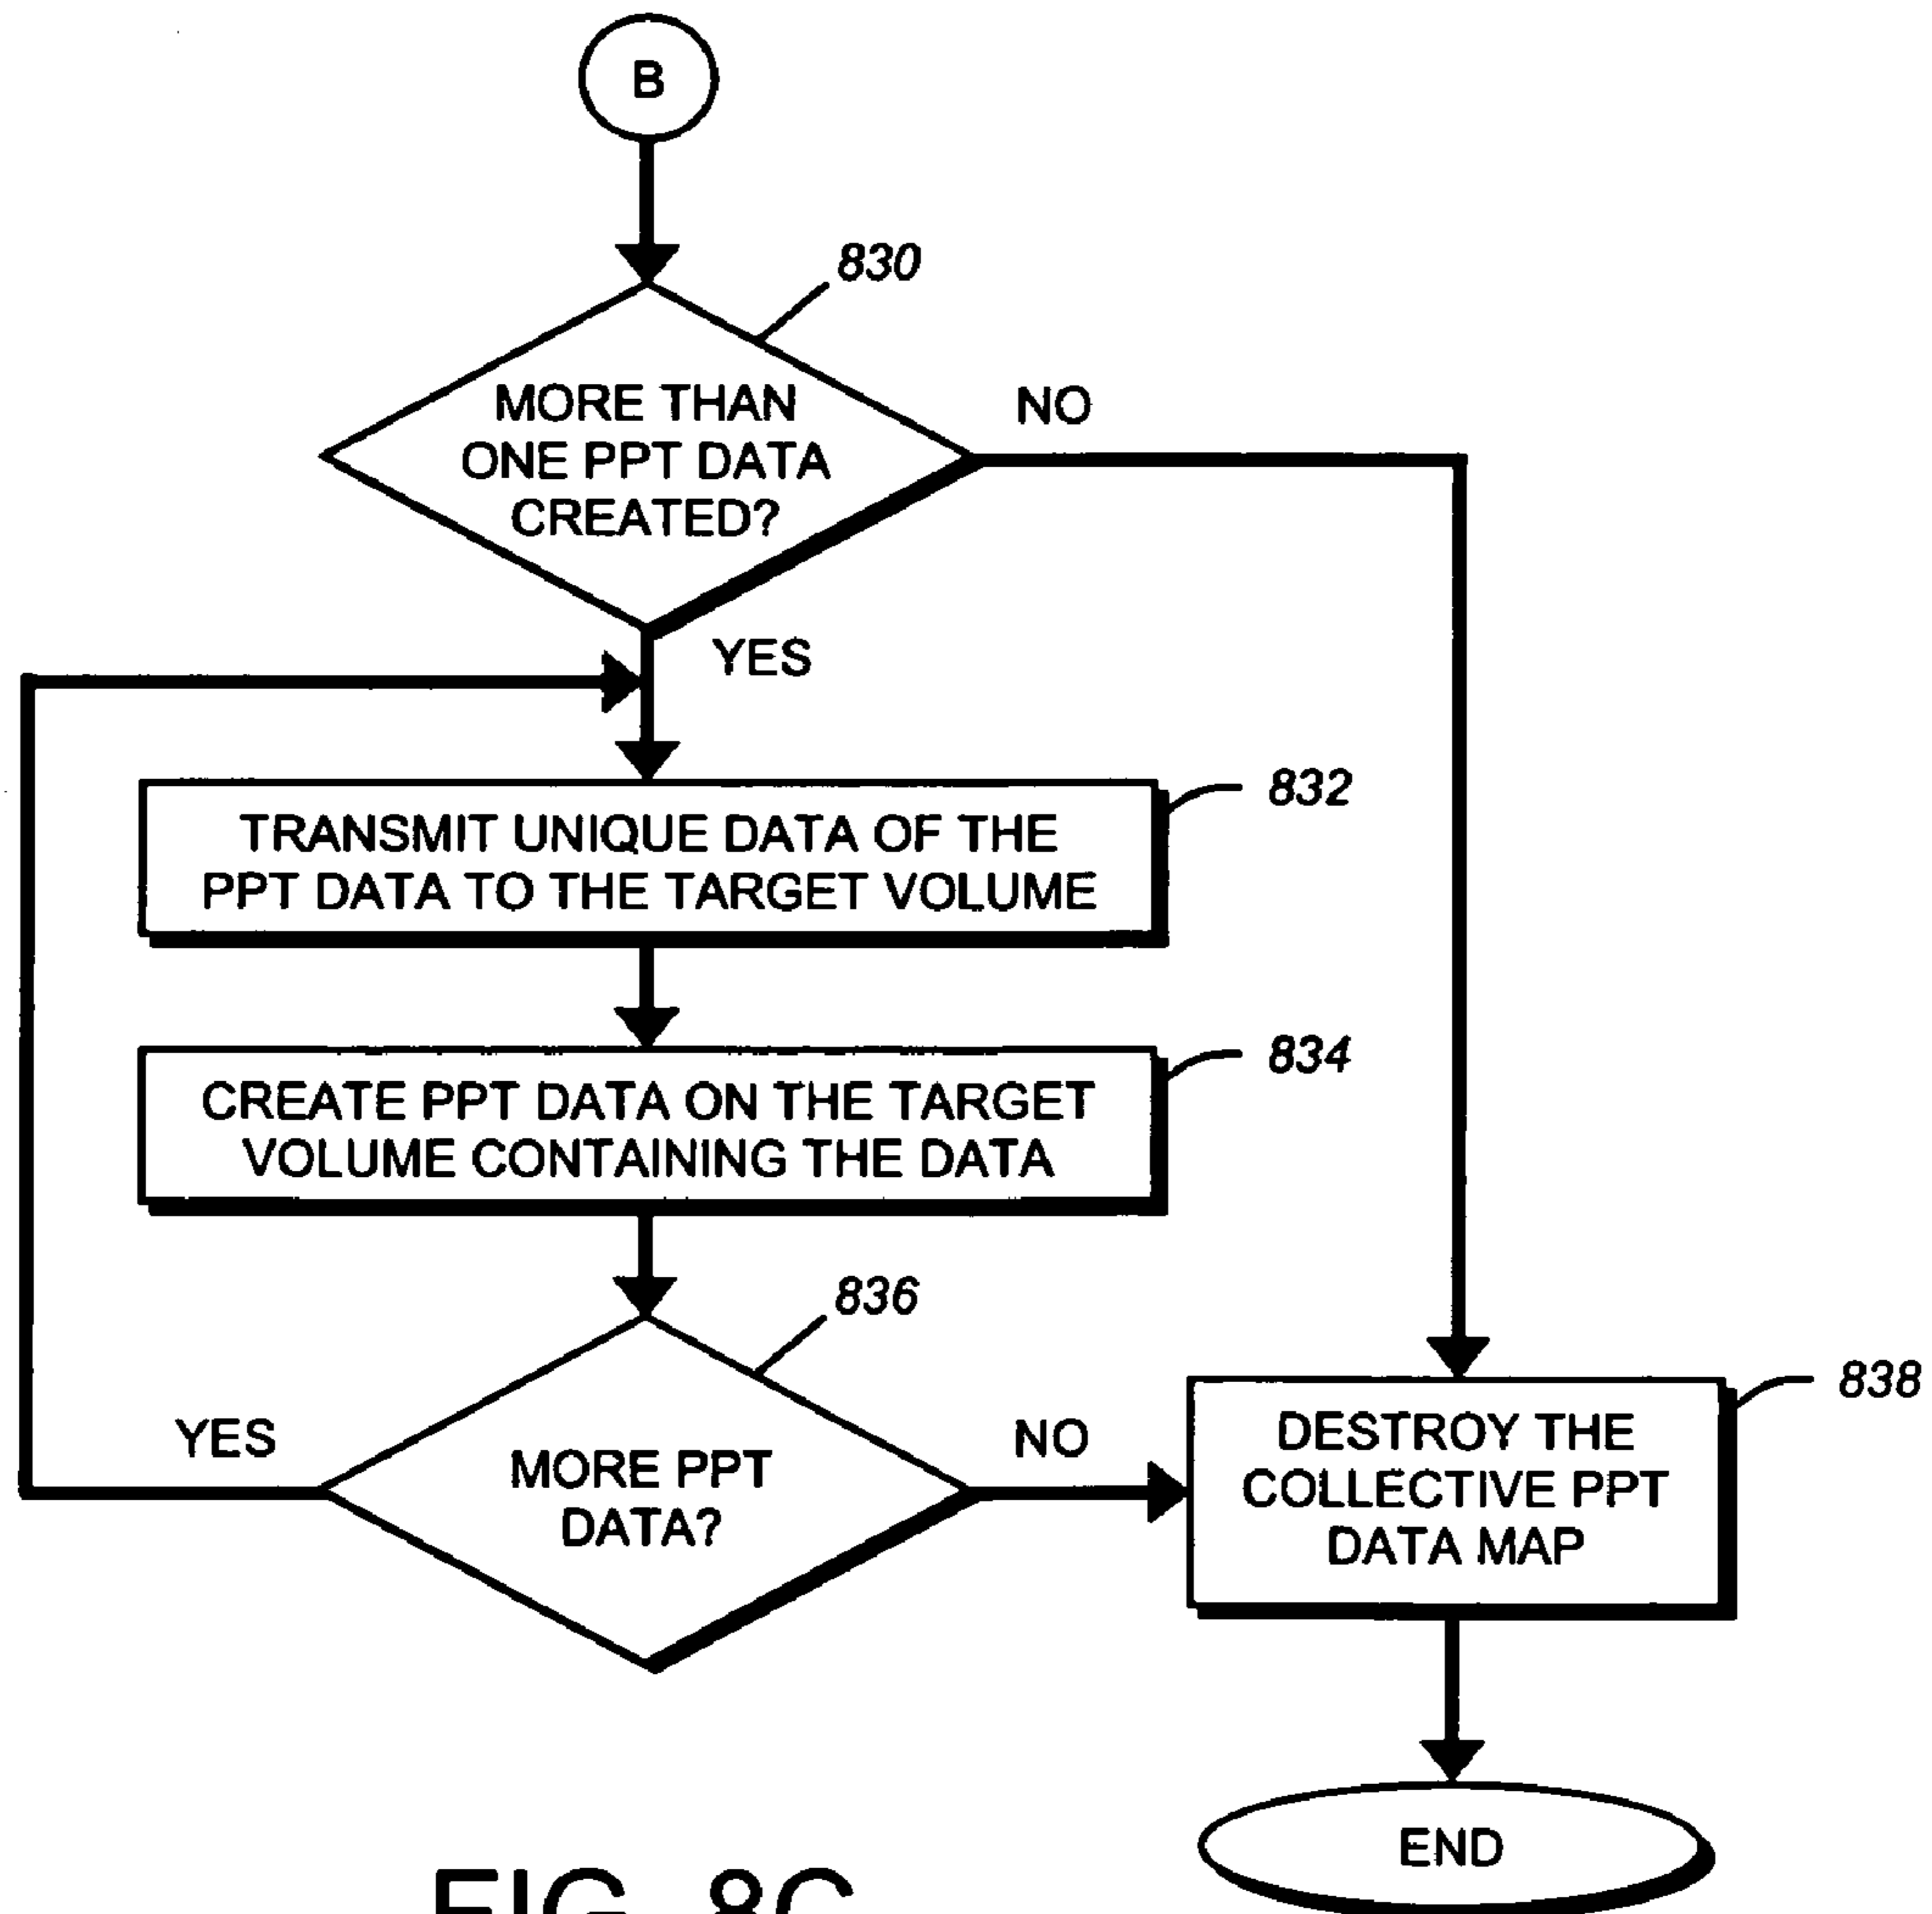 B
830
MORE THAN
ONE PPT DATA
CREATED?
NO
YES
832
TRANSMIT UNIQUE DATA OF THE
PPT DATA TO THE TARGET VOLUME
834
CREATE PPT DATA ON THE TARGET
VOLUME CONTAINING THE DATA
836
YES
MORE PPT
DATA?
NO
838
DESTROY THE
COLLECTIVE PPT
DATA MAP
END
FIG. 8C